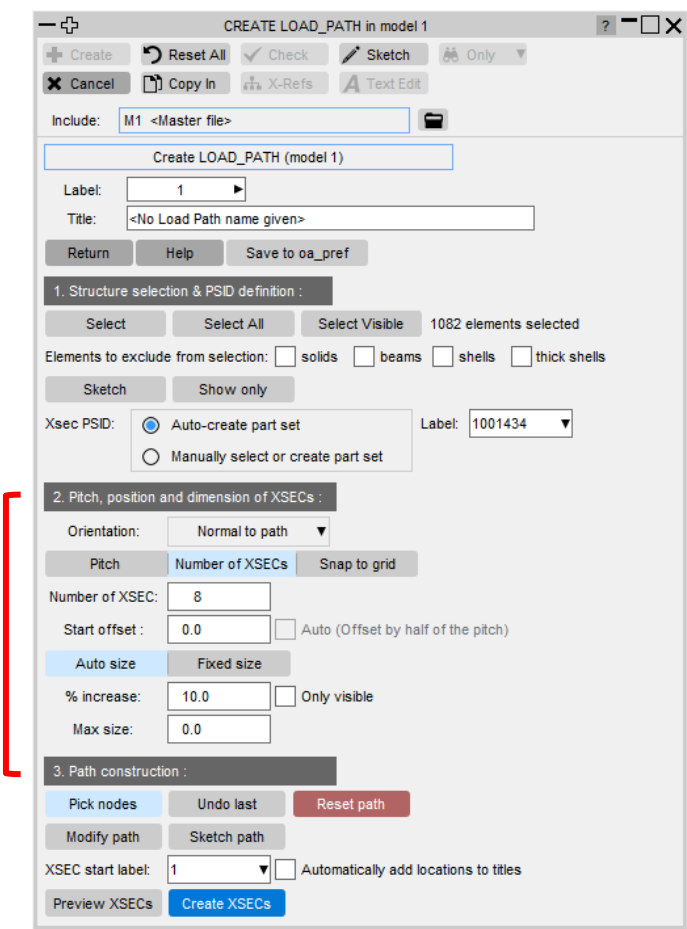 CREATE LOAD_PATH in model 1 ?
Create Reset All Check Sketch Only
Cancel Copy In X-Refs A Text Edit
Include: M1 <Master file>
Create LOAD_PATH (model 1)
Label: 1
Title: <No Load Path name given>
Return Help Save to oa_pref
1. Structure selection & PSID definition :
Select Select All Select Visible 1082 elements selected
Elements to exclude from selection: solids beams shells thick shells
Sketch Show only
Xsec PSID: Auto-create part set Label: 1001434
Manually select or create part set
2. Pitch, position and dimension of XSECs :
Orientation: Normal to path
Pitch Number of XSECs Snap to grid
Number of XSEC: 8
Start offset : 0.0 Auto (Offset by half of the pitch)
Auto size Fixed size
% increase: 10.0 Only visible
Max size: 0.0
3. Path construction :
Pick nodes Undo last Reset path
Modify path Sketch path
XSEC start label: 1 Automatically add locations to titles
Preview XSECs Create XSECs